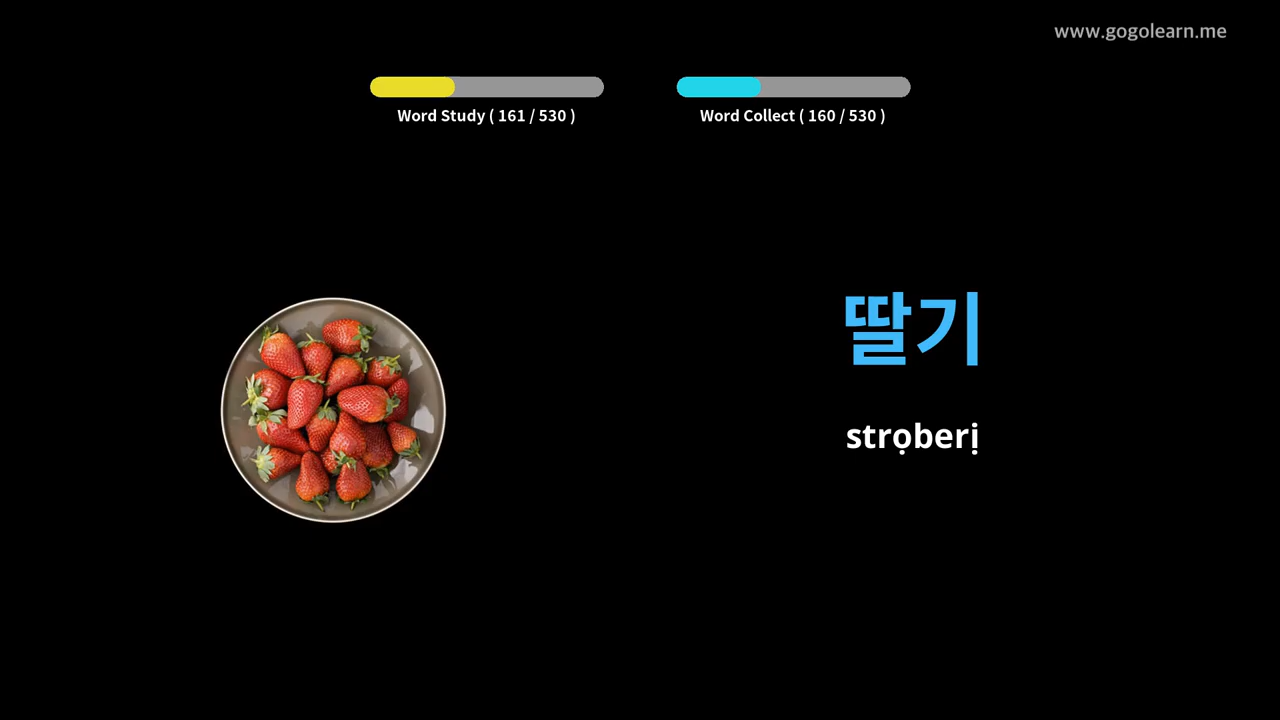 www.gogolearn.me
Word Study ( 161 / 530 )
Word Collect ( 160 / 530 )
딸기
strọberị